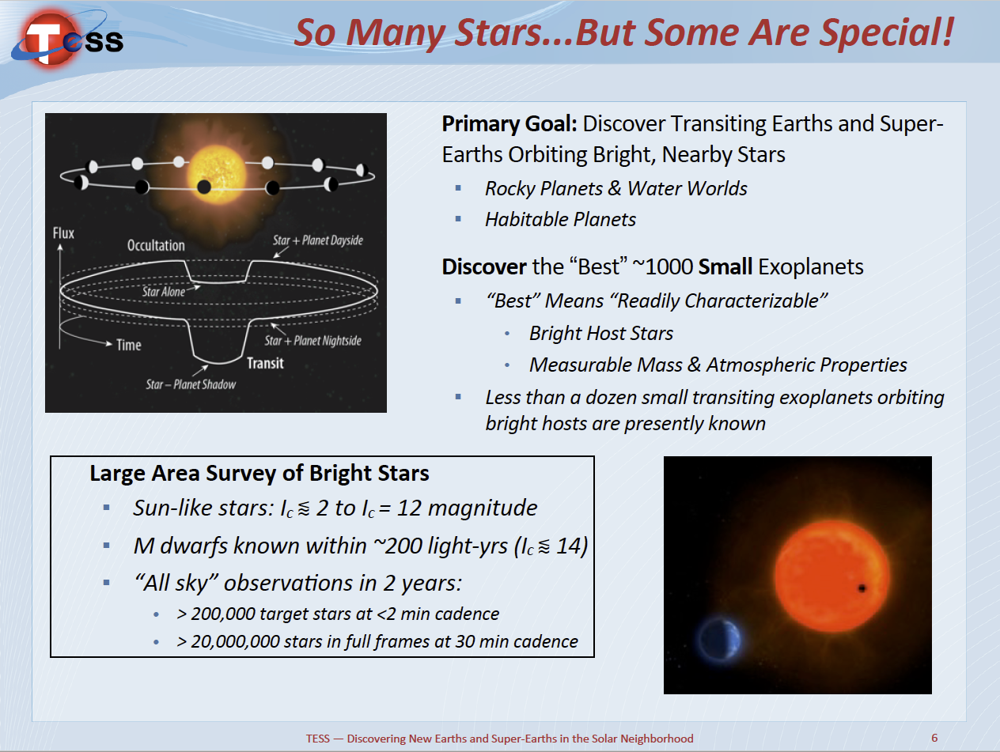 Tess
So Many Stars...But Some Are Special!
Flux
Occultation
Star + Planet Dayside
Star Alone
Time
Star + Planet Nightside
Transit
Star – Planet Shadow
Primary Goal: Discover Transiting Earths and Super-
Earths Orbiting Bright, Nearby Stars
▪ Rocky Planets & Water Worlds
▪ Habitable Planets
Discover the “Best” ~1000 Small Exoplanets
▪ “Best” Means “Readily Characterizable”
• Bright Host Stars
• Measurable Mass & Atmospheric Properties
▪ Less than a dozen small transiting exoplanets orbiting
bright hosts are presently known
Large Area Survey of Bright Stars
▪ Sun-like stars: Ic ≲ 2 to Ic = 12 magnitude
▪ M dwarfs known within ~200 light-yrs (Ic ≲ 14)
▪ “All sky” observations in 2 years:
• > 200,000 target stars at <2 min cadence
• > 20,000,000 stars in full frames at 30 min cadence
TESS — Discovering New Earths and Super-Earths in the Solar Neighborhood
6